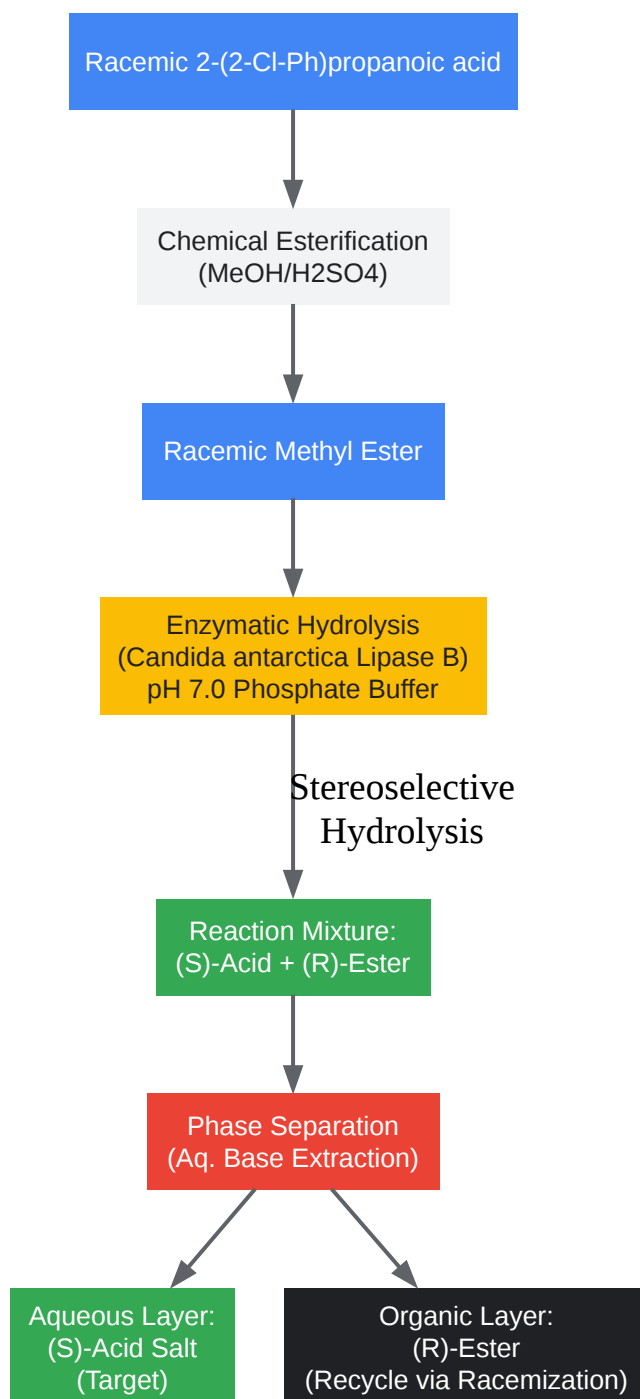 Racemic 2-(2-Cl-Ph)propanoic acid
Chemical Esterification
(MeOH/H2SO4)
Racemic Methyl Ester
Enzymatic Hydrolysis
(Candida antarctica Lipase B)
pH 7.0 Phosphate Buffer
Stereoselective
Hydrolysis
Reaction Mixture:
(S)-Acid + (R)-Ester
Phase Separation
(Aq. Base Extraction)
Aqueous Layer:
(S)-Acid Salt
(Target)
Organic Layer:
(R)-Ester
(Recycle via Racemization)